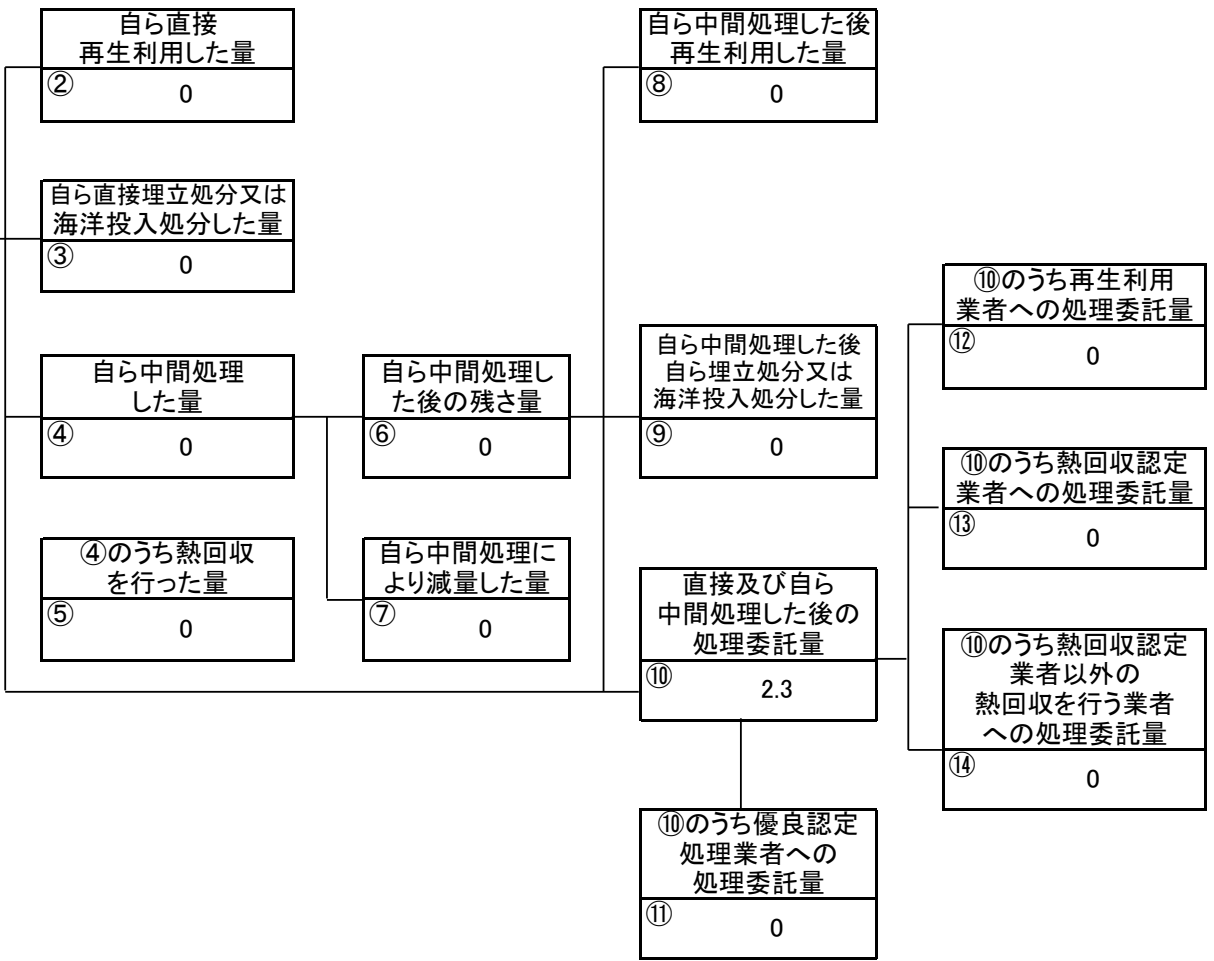 自ら直接
再生利用した量
②
0
自ら中間処理した後
再生利用した量
⑧
0
自ら直接埋立処分又は
海洋投入処分した量
③
0
⑩のうち再生利用
業者への処理委託量
⑫
0
自ら中間処理
した量
④
0
自ら中間処理し
た後の残さ量
⑥
0
自ら中間処理した後
自ら埋立処分又は
海洋投入処分した量
⑨
0
⑩のうち熱回収認定
業者への処理委託量
⑬
0
④のうち熱回収
を行った量
⑤
0
自ら中間処理に
より減量した量
⑦
0
直接及び自ら
中間処理した後の
処理委託量
⑩
2.3
⑩のうち熱回収認定
業者以外の
熱回収を行う業者
への処理委託量
⑭
0
⑩のうち優良認定
処理業者への
処理委託量
⑪
0